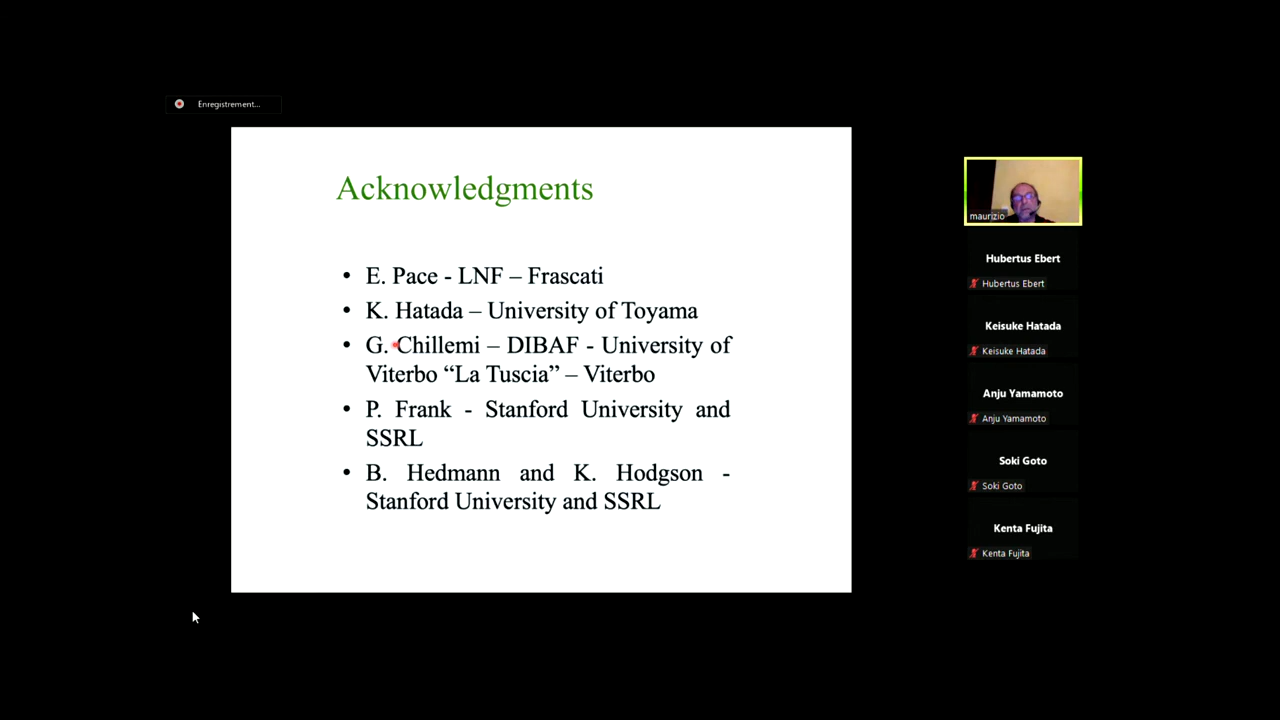 Enregistrement...
Acknowledgments
• E. Pace - LNF – Frascati
• K. Hatada – University of Toyama
• G. Chillemi – DIBAF - University of
Viterbo “La Tuscia” – Viterbo
• P. Frank - Stanford University and
SSRL
• B. Hedmann and K. Hodgson -
Stanford University and SSRL
maurizio
Hubertus Ebert
Hubertus Ebert
Keisuke Hatada
Keisuke Hatada
Anju Yamamoto
Anju Yamamoto
Soki Goto
Soki Goto
Kenta Fujita
Kenta Fujita